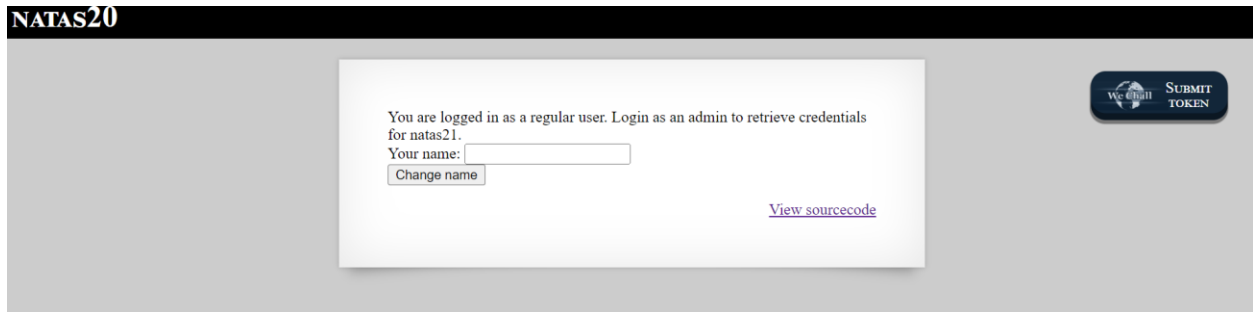 NATAS20
We Chall SUBMIT
TOKEN
You are logged in as a regular user. Login as an admin to retrieve credentials
for natas21.
Your name:
Change name
View sourcecode